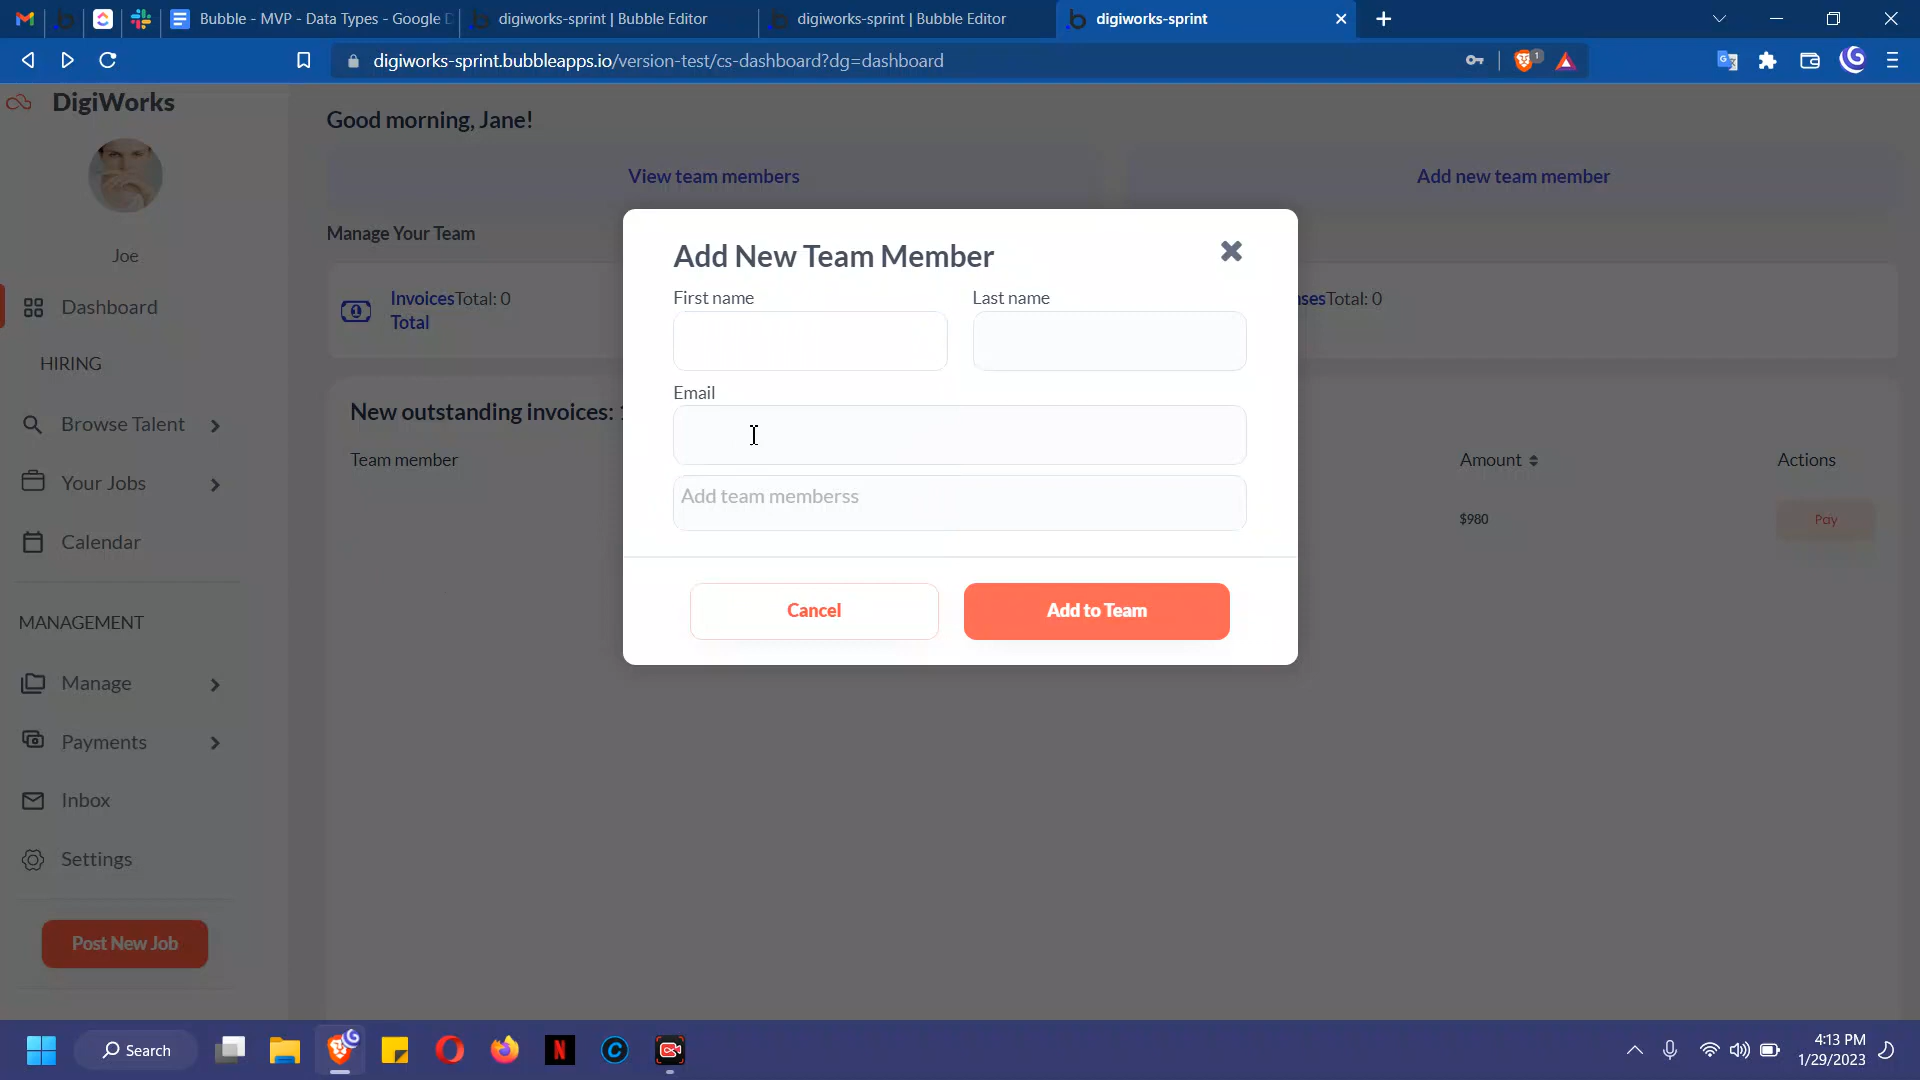 Bubble - MVP - Data Types - Google D
digiworks-sprint | Bubble Editor
digiworks-sprint | Bubble Editor
digiworks-sprint
digiworks-sprint.bubbleapps.io/version-test/cs-dashboard?dg=dashboard
1
DigiWorks
Joe
Dashboard
HIRING
Browse Talent
Your Jobs
Calendar
MANAGEMENT
Manage
Payments
Inbox
Settings
Post New Job
Good morning, Jane!
View team members
Add new team member
Manage Your Team
InvoicesTotal: 0
Total
nsesTotal: 0
New outstanding invoices:
Team member
Amount
Actions
$980
Pay
Add New Team Member
First name
Last name
Email
Add team memberss
Cancel
Add to Team
Search
4:13 PM
1/29/2023